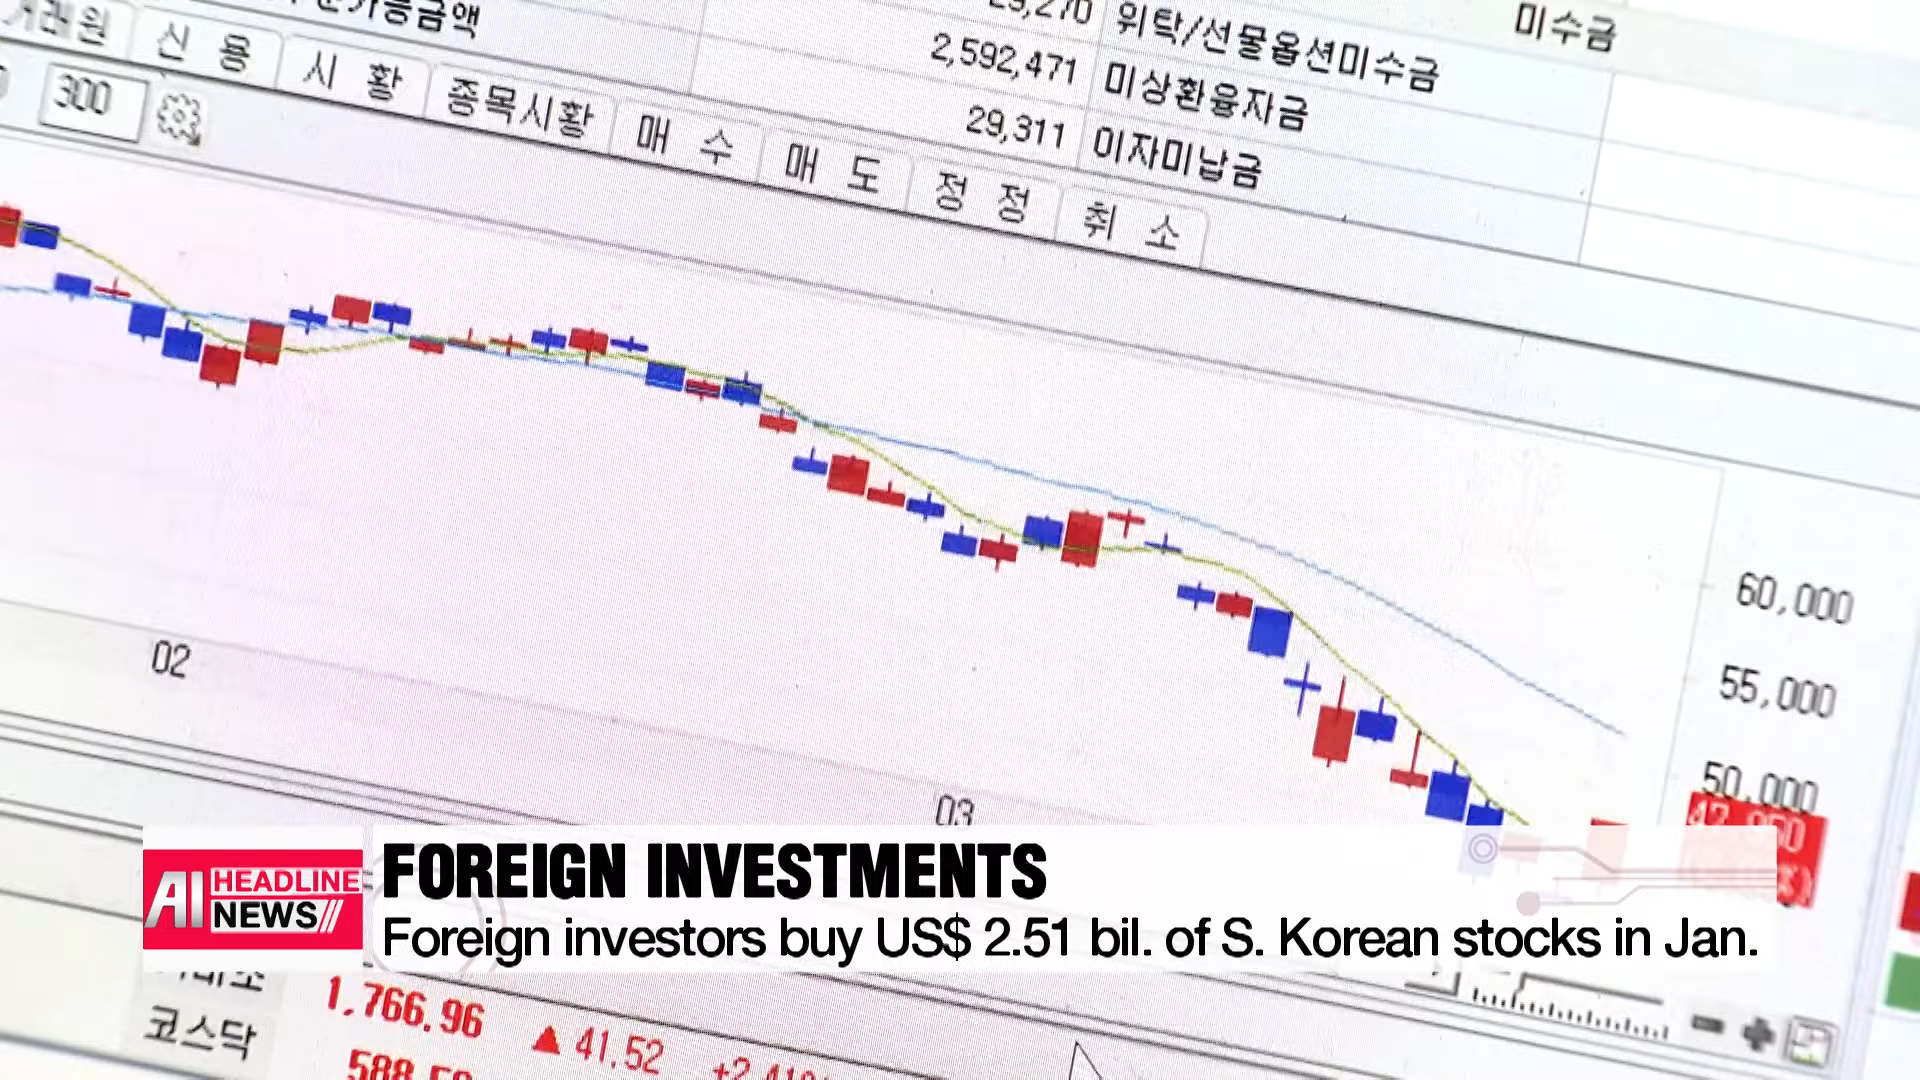 미수금
위탁/선물옵션미수금
2,592,471 미상환융자금
29,311 이자미납금
신 용
시 황
종목시황
매 수
매 도
정 정
취 소
300
60,000
55,000
50,000
02
03
AI HEADLINE NEWS
FOREIGN INVESTMENTS
Foreign investors buy US$ 2.51 bil. of S. Korean stocks in Jan.
1,766.96 ▲ 41.52
코스닥